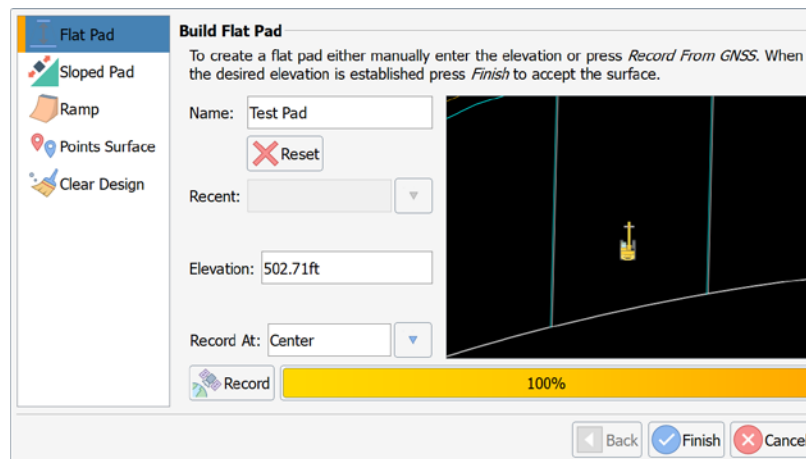 Flat Pad
Sloped Pad
Ramp
Points Surface
Clear Design
Build Flat Pad
To create a flat pad either manually enter the elevation or press Record From GNSS. When
the desired elevation is established press Finish to accept the surface.
Name: Test Pad
Reset
Recent:
Elevation: 502.71ft
Record At: Center
Record 100%
Back Finish Cancel